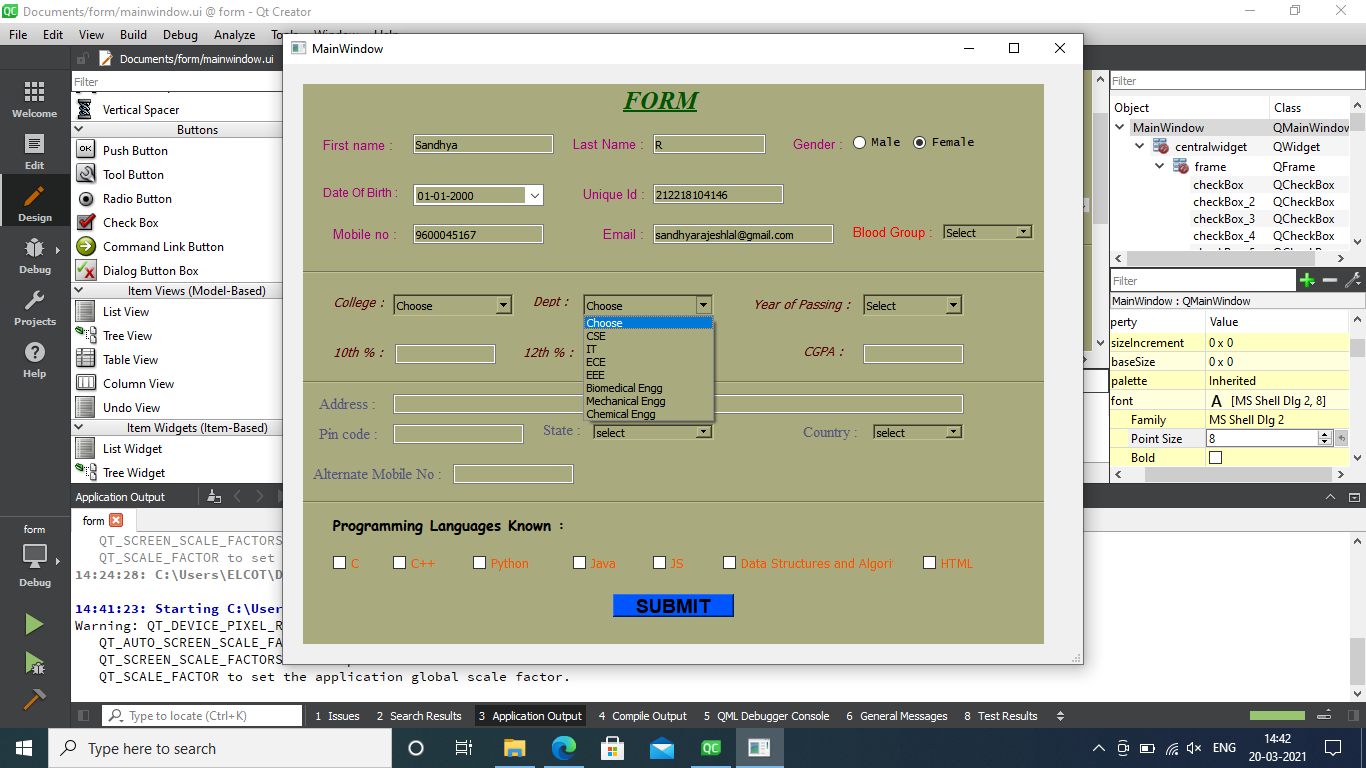 Documents/form/mainwindow.ui @ form - Qt Creator
File Edit View Build Debug Analyze
Documents/form/mainwindow.ui
MainWindow
Filter
Vertical Spacer
Buttons
Push Button
Tool Button
Radio Button
Check Box
Command Link Button
Dialog Button Box
Item Views (Model-Based)
List View
Tree View
Table View
Column View
Undo View
Item Widgets (Item-Based)
List Widget
Tree Widget
Welcome
Edit
Design
Debug
Projects
Help
form
Debug
FORM
First name : Sandhya Last Name : R Gender : Male Female
Date Of Birth : 01-01-2000 Unique Id : 212218104146
Mobile no : 9600045167 Email : sandhyarajeshlal@gmail.com Blood Group : Select
College : Choose Dept : Choose Year of Passing : Select
Choose
CSE
IT
ECE
EEE
Biomedical Engg
Mechanical Engg
Chemical Engg
10th % : 12th % : CGPA :
Address :
Pin code : State : select Country : select
Alternate Mobile No :
Programming Languages Known :
C C++ Python Java JS Data Structures and Algori HTML
SUBMIT
Filter
Object Class
MainWindow QMainWindow
centralwidget QWidget
frame QFrame
checkBox QCheckBox
checkBox_2 QCheckBox
checkBox_3 QCheckBox
checkBox_4 QCheckBox
Filter
MainWindow : QMainWindow
perty Value
sizeIncrement 0 x 0
baseSize 0 x 0
palette Inherited
font A [MS Shell Dlg 2, 8]
Family MS Shell Dlg 2
Point Size 8
Bold
Application Output
form
QT_SCREEN_SCALE_FACTORS
QT_SCALE_FACTOR to set
14:24:28: C:\Users\ELCOT\D
14:41:23: Starting C:\User
Warning: QT_DEVICE_PIXEL_R
QT_AUTO_SCREEN_SCALE_FA
QT_SCREEN_SCALE_FACTORS
QT_SCALE_FACTOR to set the application global scale factor.
Type to locate (Ctrl+K) 1 Issues 2 Search Results 3 Application Output 4 Compile Output 5 QML Debugger Console 6 General Messages 8 Test Results
Type here to search
QC
ENG
14:42
20-03-2021